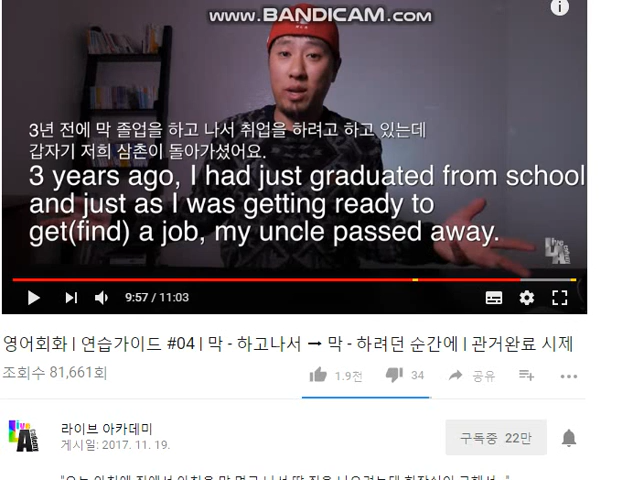 www.BANDICAM.com
3년 전에 막 졸업을 하고 나서 취업을 하려고 하고 있는데
갑자기 저희 삼촌이 돌아가셨어요.
3 years ago, I had just graduated from school
and just as I was getting ready to
get(find) a job, my uncle passed away.
9:57 / 11:03
영어회화 | 연습가이드 #04 | 막 - 하고나서 ➞ 막 - 하려던 순간에 | 관거완료 시제
조회수 81,661회
1.9천 34 공유
라이브 아카데미
게시일: 2017. 11. 19.
구독중 22만